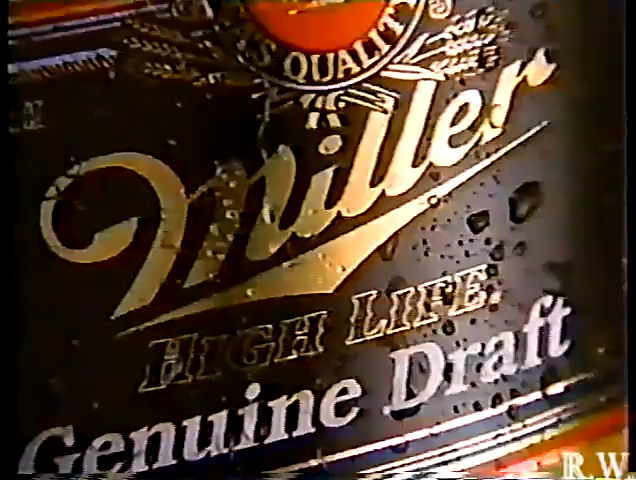 QUALITY
Miller
HIGH LIFE.
Genuine Draft
R.W.